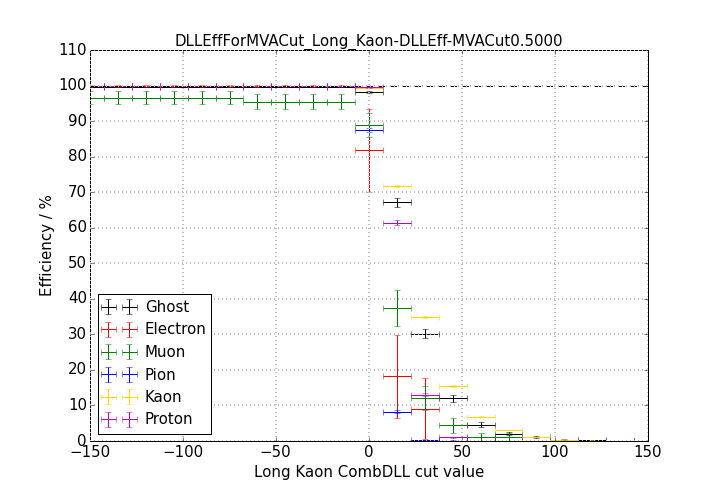 DLLEffForMVACut_Long_Kaon-DLLEff-MVACut0.5000
110
100
90
80
70
60
50
40
30
20
10
0
Efficiency / %
Ghost
Electron
Muon
Pion
Kaon
Proton
−150 −100 −50 0 50 100 150
Long Kaon CombDLL cut value